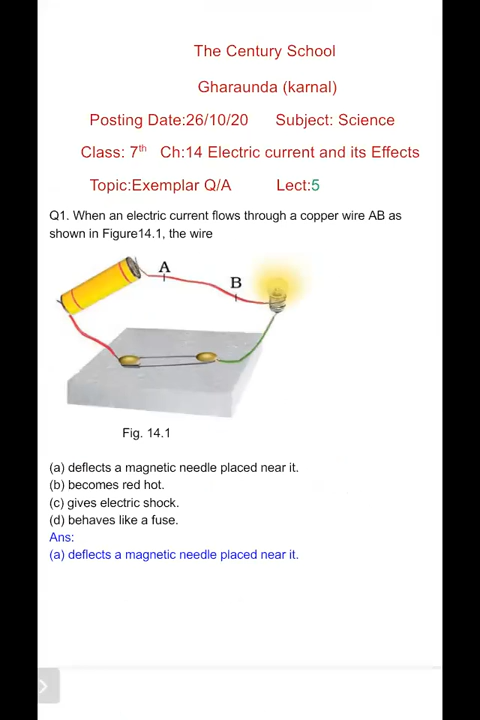 The Century School
Gharaunda (karnal)
Posting Date:26/10/20 Subject: Science
Class: 7th Ch:14 Electric current and its Effects
Topic:Exemplar Q/A Lect:5
Q1. When an electric current flows through a copper wire AB as
shown in Figure14.1, the wire
A
B
Fig. 14.1
(a) deflects a magnetic needle placed near it.
(b) becomes red hot.
(c) gives electric shock.
(d) behaves like a fuse.
Ans:
(a) deflects a magnetic needle placed near it.